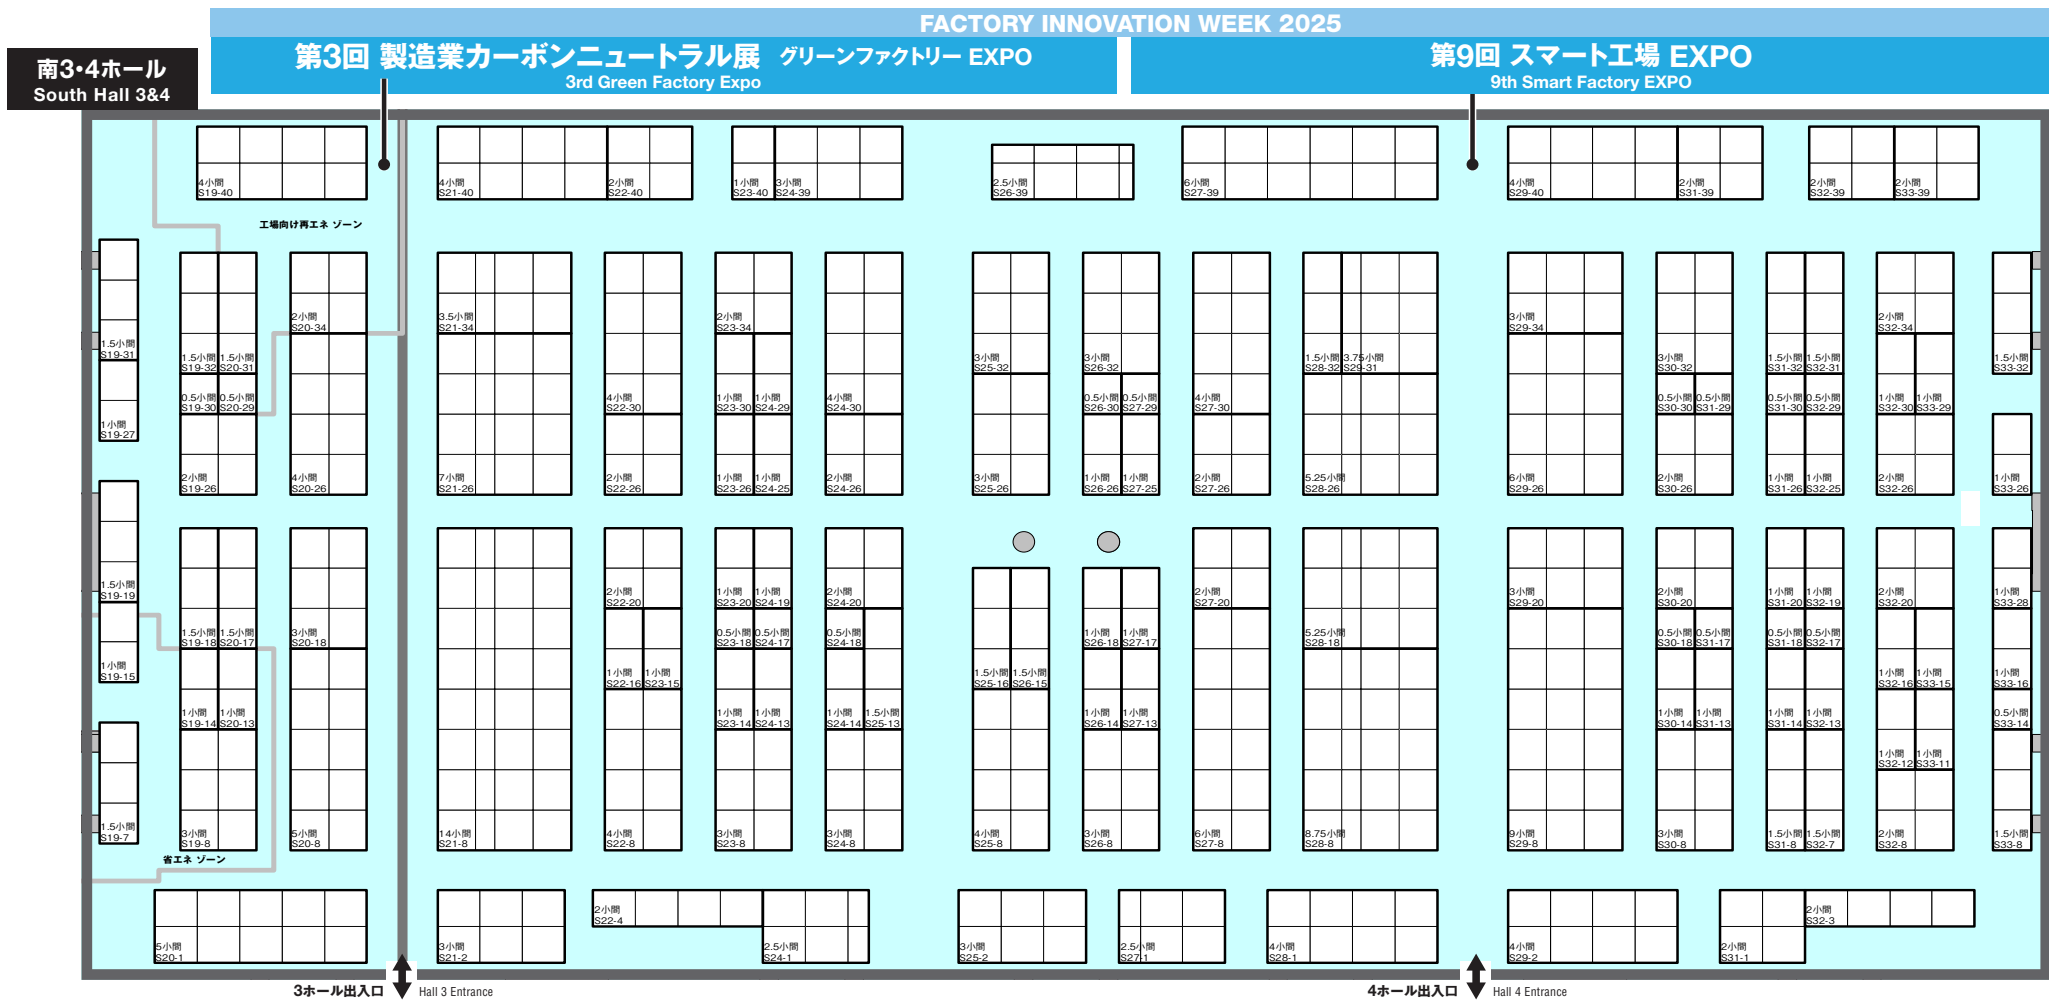 FACTORY INNOVATION WEEK 2025
南3・4ホール
South Hall 3&4
第3回 製造業カーボンニュートラル展 グリーンファクトリー EXPO
3rd Green Factory Expo
第9回 スマート工場 EXPO
9th Smart Factory EXPO
4小間
S19-40
4小間
S21-40
2小間
S22-40
1小間
S23-40
3小間
S24-39
2.5小間
S26-39
6小間
S27-39
4小間
S29-40
2小間
S31-39
2小間
S32-39
2小間
S33-39
工場向け再エネ ゾーン
2小間
S20-34
3.5小間
S21-34
2小間
S23-34
3小間
S29-34
2小間
S32-34
1.5小間
S19-31
1.5小間
S19-32
1.5小間
S20-31
3小間
S25-32
3小間
S26-32
1.5小間
S28-32
3.75小間
S29-31
3小間
S30-32
1.5小間
S31-32
1.5小間
S32-31
1.5小間
S33-32
0.5小間
S19-30
0.5小間
S20-29
4小間
S22-30
1小間
S23-30
1小間
S24-29
4小間
S24-30
0.5小間
S26-30
0.5小間
S27-29
4小間
S27-30
0.5小間
S30-30
0.5小間
S31-29
0.5小間
S31-30
0.5小間
S32-29
1小間
S32-30
1小間
S33-29
1小間
S19-27
2小間
S19-26
4小間
S20-26
7小間
S21-26
2小間
S22-26
1小間
S23-26
1小間
S24-25
2小間
S24-26
3小間
S25-26
1小間
S26-26
1小間
S27-25
2小間
S27-26
5.25小間
S28-26
6小間
S29-26
2小間
S30-26
1小間
S31-26
1小間
S32-25
2小間
S32-26
1小間
S33-26
1.5小間
S19-19
2小間
S22-20
1小間
S23-20
1小間
S24-19
2小間
S24-20
2小間
S27-20
3小間
S29-20
2小間
S30-20
1小間
S31-20
1小間
S32-19
2小間
S32-20
1小間
S33-28
1.5小間
S19-18
1.5小間
S20-17
3小間
S20-18
0.5小間
S23-18
0.5小間
S24-17
0.5小間
S24-18
1小間
S26-18
1小間
S27-17
5.25小間
S28-18
0.5小間
S30-18
0.5小間
S31-17
0.5小間
S31-18
0.5小間
S32-17
1小間
S19-15
1小間
S22-16
1小間
S23-15
1.5小間
S25-16
1.5小間
S26-15
1小間
S32-16
1小間
S33-15
1小間
S33-16
1小間
S19-14
1小間
S20-13
1小間
S23-14
1小間
S24-13
1小間
S24-14
1.5小間
S25-13
1小間
S26-14
1小間
S27-13
1小間
S30-14
1小間
S31-13
1小間
S31-14
1小間
S32-13
0.5小間
S33-14
1小間
S32-12
1小間
S33-11
1.5小間
S19-7
3小間
S19-8
5小間
S20-8
14小間
S21-8
4小間
S22-8
3小間
S23-8
3小間
S24-8
4小間
S25-8
3小間
S26-8
6小間
S27-8
8.75小間
S28-8
9小間
S29-8
3小間
S30-8
1.5小間
S31-8
1.5小間
S32-7
2小間
S32-8
1.5小間
S33-8
省エネ ゾーン
2小間
S22-4
2小間
S32-3
5小間
S20-1
3小間
S21-2
2.5小間
S24-1
3小間
S25-2
2.5小間
S27-1
4小間
S28-1
4小間
S29-2
2小間
S31-1
3ホール出入口 Hall 3 Entrance
4ホール出入口 Hall 4 Entrance